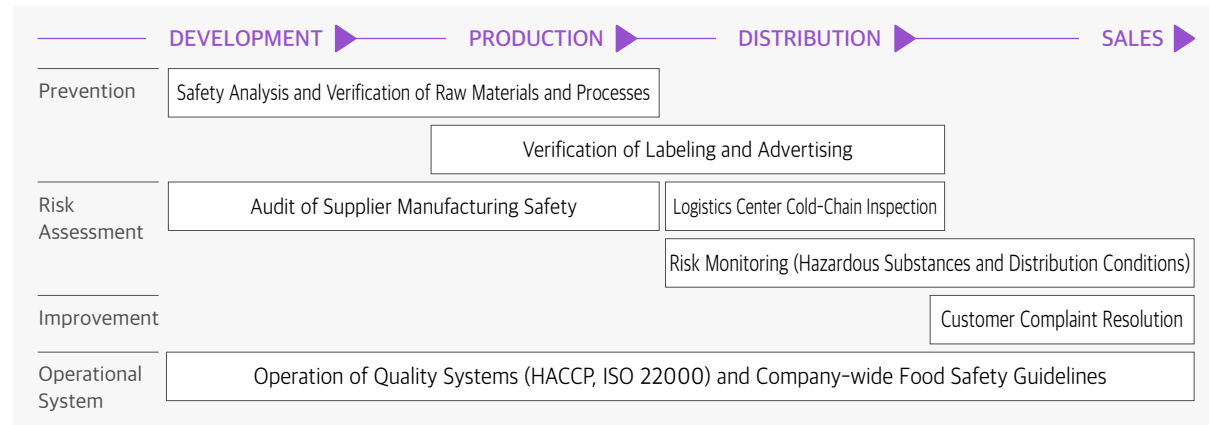 DEVELOPMENT PRODUCTION DISTRIBUTION SALES
Prevention
Safety Analysis and Verification of Raw Materials and Processes
Verification of Labeling and Advertising
Risk
Assessment
Audit of Supplier Manufacturing Safety
Logistics Center Cold-Chain Inspection
Risk Monitoring (Hazardous Substances and Distribution Conditions)
Improvement
Customer Complaint Resolution
Operational
System
Operation of Quality Systems (HACCP, ISO 22000) and Company-wide Food Safety Guidelines